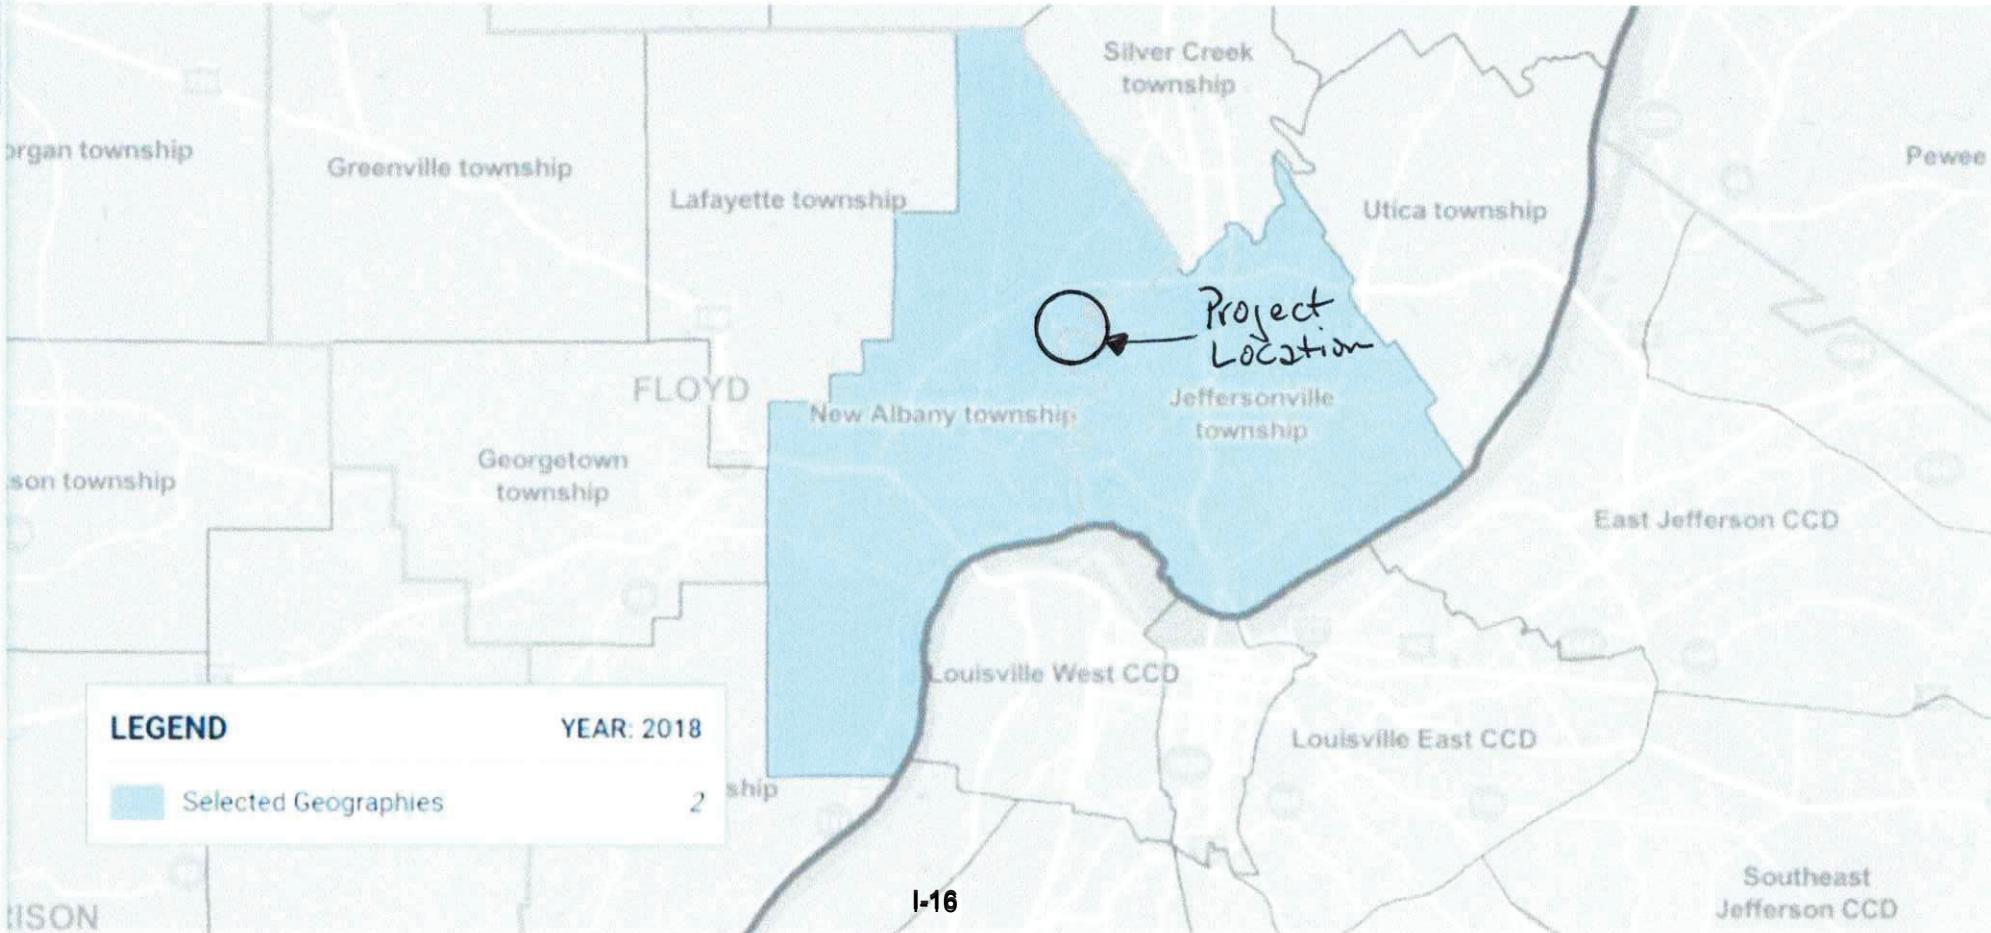 Silver Creek
township
organ township
Greenville township
Lafayette township
Utica township
Pewee
Project
Location
FLOYD
New Albany township
Jeffersonville
township
Georgetown
township
son township
East Jefferson CCD
Louisville West CCD
Louisville East CCD
LEGEND YEAR: 2018
Selected Geographies 2
ship
Southeast
Jefferson CCD
RISON
I-16